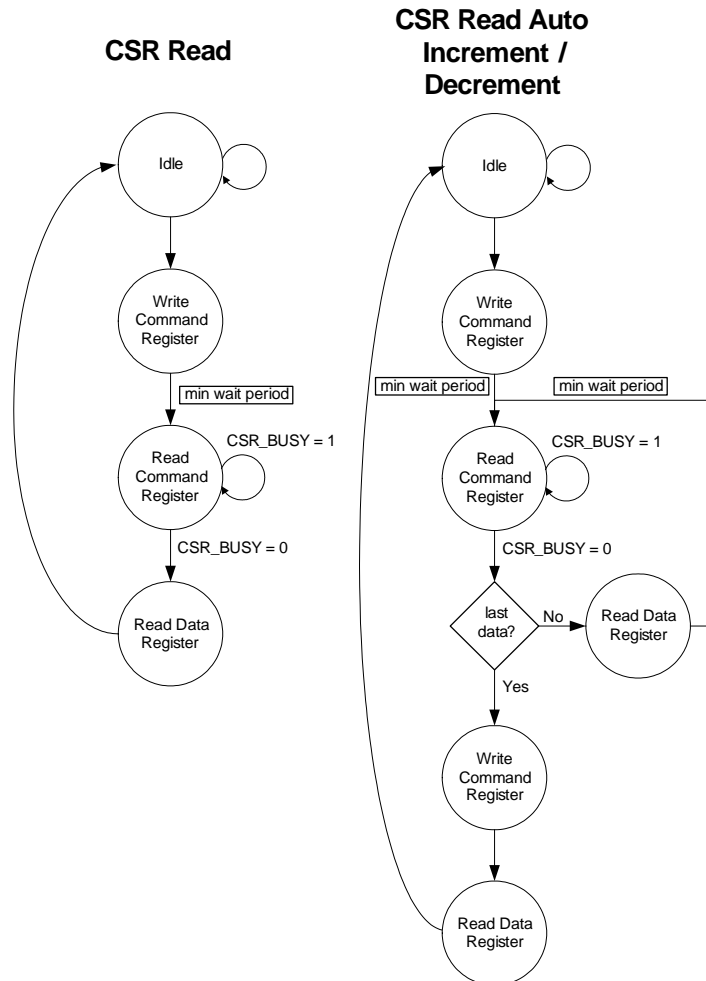 CSR Read
Idle
Write
Command
Register
min wait period
Read
Command
Register
CSR_BUSY = 1
CSR_BUSY = 0
Read Data
Register
CSR Read Auto
Increment /
Decrement
Idle
Write
Command
Register
min wait period
min wait period
Read
Command
Register
CSR_BUSY = 1
CSR_BUSY = 0
last
data?
No
Read Data
Register
Yes
Write
Command
Register
Read Data
Register